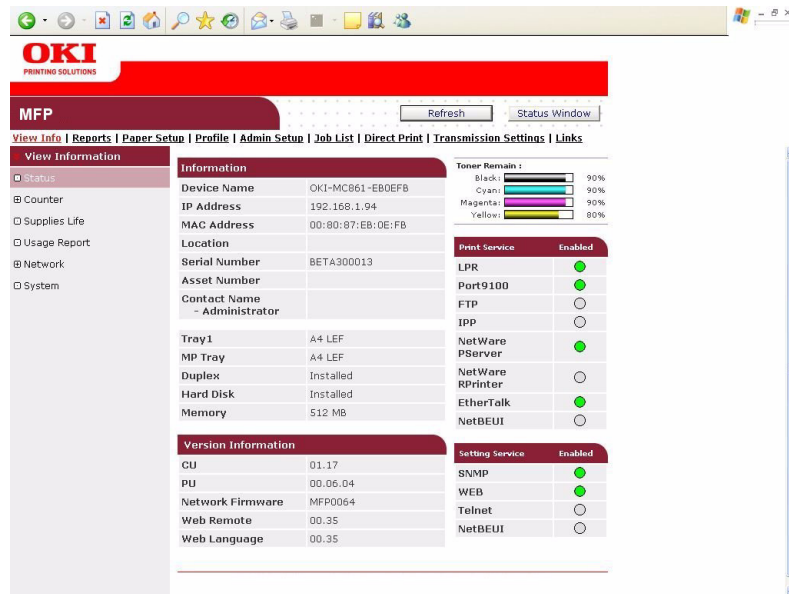 OKI
PRINTING SOLUTIONS
MFP
Refresh
Status Window
View Info | Reports | Paper Setup | Profile | Admin Setup | Job List | Direct Print | Transmission Settings | Links
View Information
Status
Counter
Supplies Life
Usage Report
Network
System
Information
Device Name OKI-MC861-EB0EFB
IP Address 192.168.1.94
MAC Address 00:80:87:EB:0E:FB
Location
Serial Number BETA300013
Asset Number
Contact Name
- Administrator
Tray1 A4 LEF
MP Tray A4 LEF
Duplex Installed
Hard Disk Installed
Memory 512 MB
Version Information
CU 01.17
PU 00.06.04
Network Firmware MFP0064
Web Remote 00.35
Web Language 00.35
Toner Remain :
Black: 90%
Cyan: 90%
Magenta: 90%
Yellow: 80%
Print Service Enabled
LPR
Port9100
FTP
IPP
NetWare
PServer
NetWare
RPrinter
EtherTalk
NetBEUI
Setting Service Enabled
SNMP
WEB
Telnet
NetBEUI